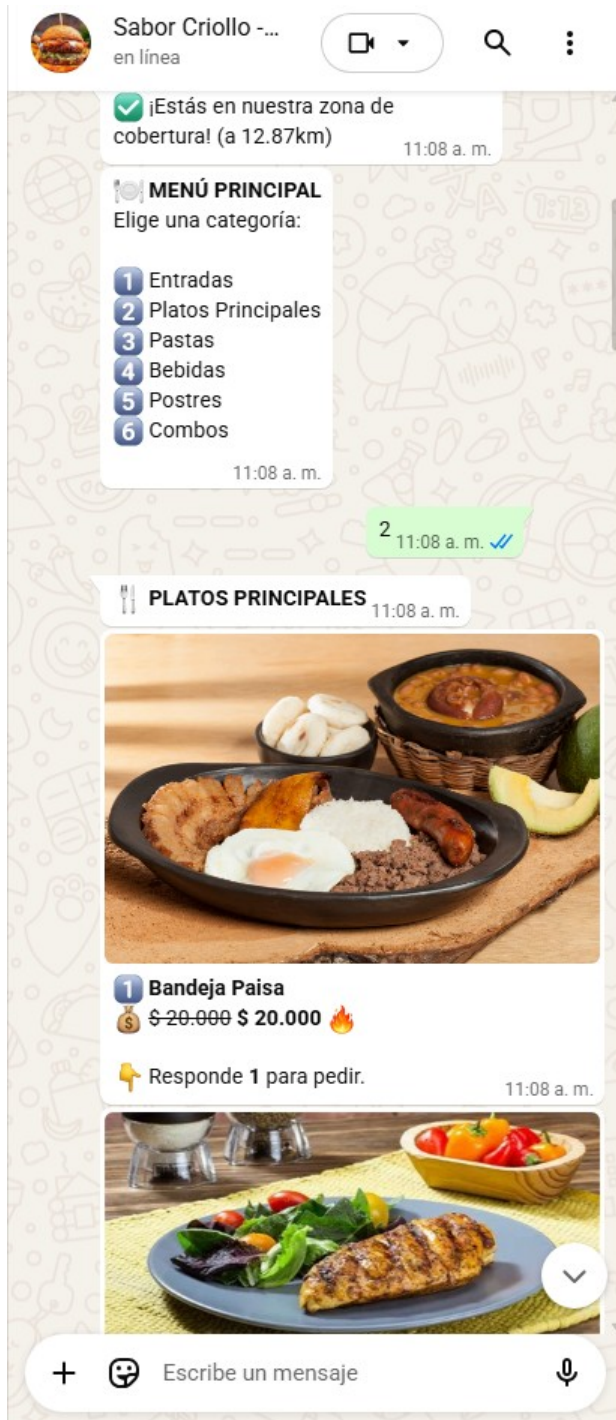 Sabor Criollo -...
en línea
✅ ¡Estás en nuestra zona de
cobertura! (a 12.87km)
11:08 a. m.
🍽️ MENÚ PRINCIPAL
Elige una categoría:
1️⃣ Entradas
2️⃣ Platos Principales
3️⃣ Pastas
4️⃣ Bebidas
5️⃣ Postres
6️⃣ Combos
11:08 a. m.
2
11:08 a. m.
🍴 PLATOS PRINCIPALES
11:08 a. m.
1️⃣ Bandeja Paisa
💰 $ 20.000 $ 20.000 🔥
👇 Responde 1 para pedir.
11:08 a. m.
Escribe un mensaje